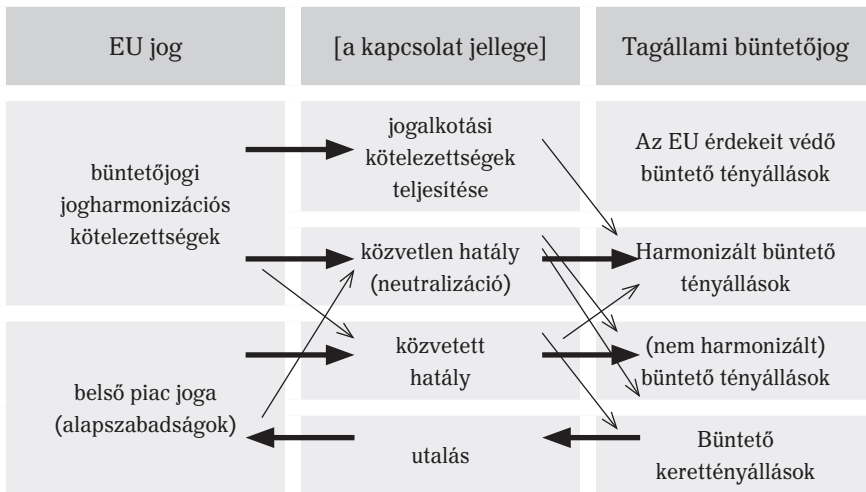 EU jog
[a kapcsolat jellege]
Tagállami büntetőjog
büntetőjogi
jogharmonizációs
kötelezettségek
jogalkotási
kötelezettségek
teljesítése
Az EU érdekeit védő
büntető tényállások
közvetlen hatály
(neutralizáció)
Harmonizált büntető
tényállások
belső piac joga
(alapszabadságok)
közvetett
hatály
(nem harmonizált)
büntető tényállások
utalás
Büntető
kerettényállások